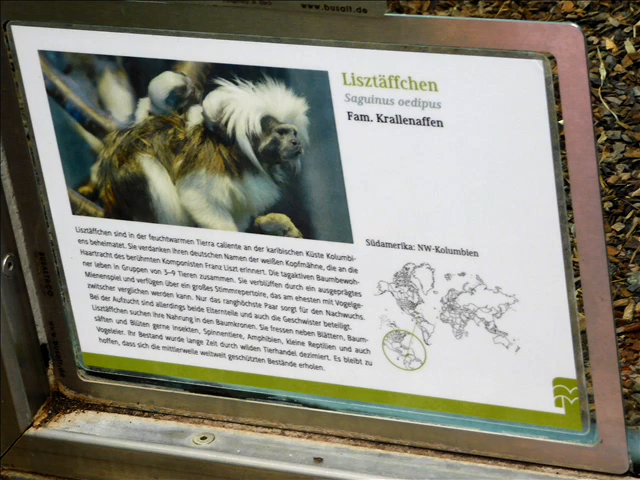 www.busalt.de
Lisztäffchen
Saguinus oedipus
Fam. Krallenaffen
Lisztäffchen sind in der feuchtwarmen Tierra caliente an der karibischen Küste Kolumbi-
ens beheimatet. Sie verdanken ihren deutschen Namen der weißen Kopfmähne, die an die
Haartracht des berühmten Komponisten Franz Liszt erinnert. Die tagaktiven Baumbewoh-
ner leben in Gruppen von 3–9 Tieren zusammen. Sie verblüffen durch ein ausgeprägtes
Mienenspiel und verfügen über ein großes Stimmrepertoire, das am ehesten mit Vogelge-
zwitscher verglichen werden kann. Nur das ranghöchste Paar sorgt für den Nachwuchs.
Bei der Aufzucht sind allerdings beide Elternteile und auch die Geschwister beteiligt.
Lisztäffchen suchen ihre Nahrung in den Baumkronen. Sie fressen neben Blättern, Baum-
säften und Blüten gerne Insekten, Spinnentiere, Amphibien, kleine Reptilien und auch
Vogeleier. Ihr Bestand wurde lange Zeit durch wilden Tierhandel dezimiert. Es bleibt zu
hoffen, dass sich die mittlerweile weltweit geschützten Bestände erholen.
Südamerika: NW-Kolumbien